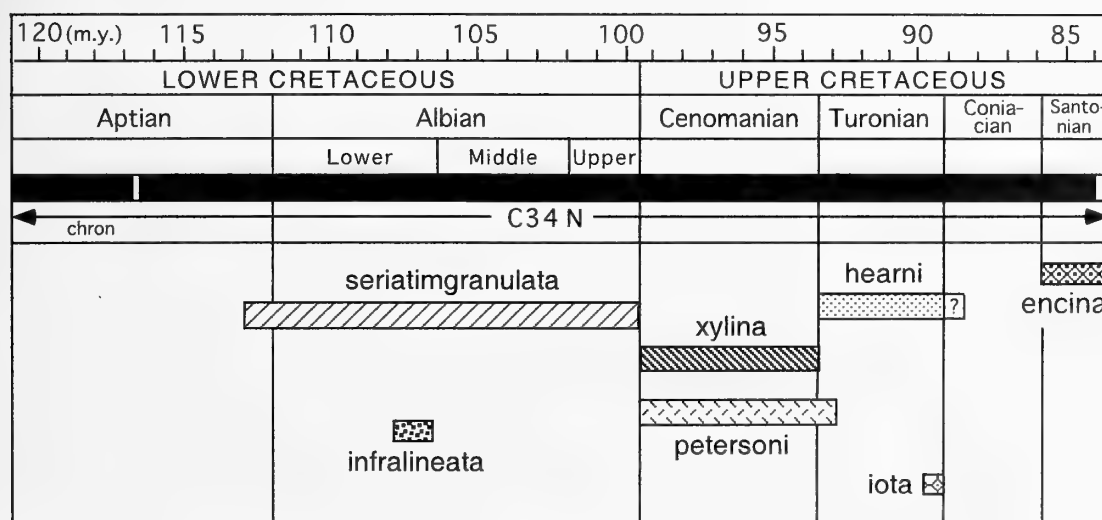 120 (m.y.) 115 110 105 100 95 90 85
LOWER CRETACEOUS UPPER CRETACEOUS
Aptian Albian Cenomanian Turonian Conia-cian Santo-nian
Lower Middle Upper
C34N
chron
seriatimgranulata hearni
?
encina
xylina
petersoni
infralineata
iota